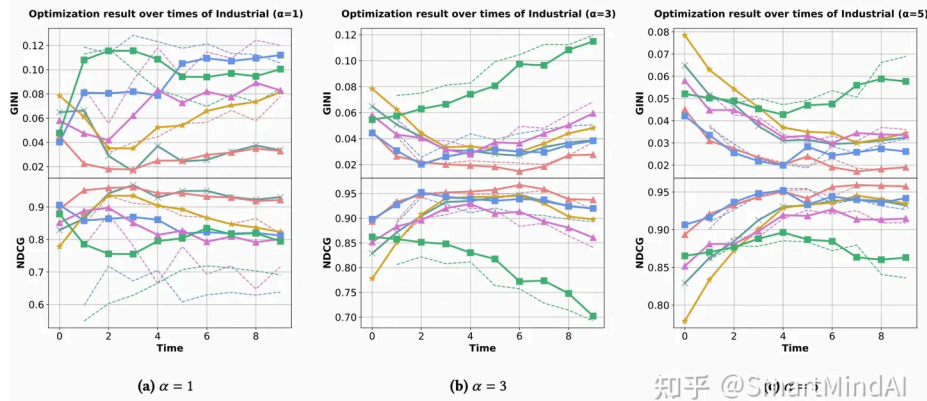 Optimization result over times of Industrial (α=1)
GINI
0.12
0.10
0.08
0.06
0.04
0.02
NDCG
0.9
0.8
0.7
0.6
0 2 4 6 8
Time
(a) α = 1
Optimization result over times of Industrial (α=3)
GINI
0.12
0.10
0.08
0.06
0.04
0.02
NDCG
0.95
0.90
0.85
0.80
0.75
0.70
0 2 4 6 8
Time
(b) α = 3
Optimization result over times of Industrial (α=5)
GINI
0.08
0.07
0.06
0.05
0.04
0.03
0.02
NDCG
0.95
0.90
0.85
0.80
0 2 4 6 8
Time
知乎 @SmartMindAI